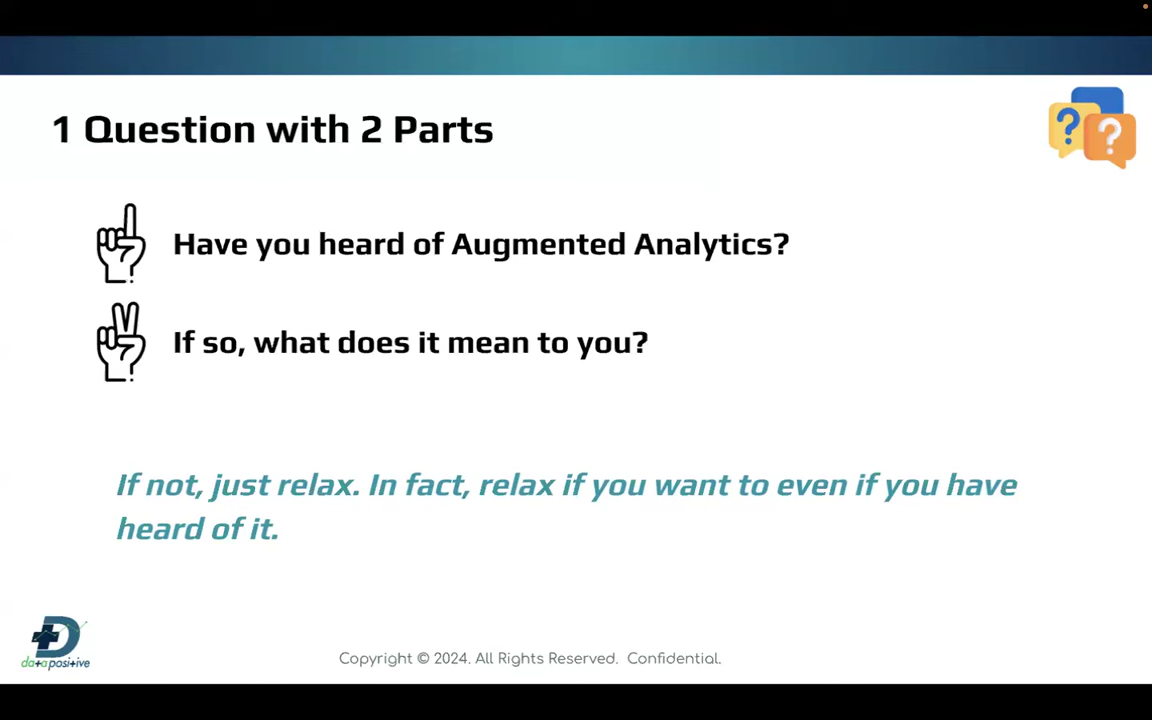 1 Question with 2 Parts
? ?
Have you heard of Augmented Analytics?
If so, what does it mean to you?
If not, just relax. In fact, relax if you want to even if you have
heard of it.
D
data positive
Copyright © 2024. All Rights Reserved. Confidential.